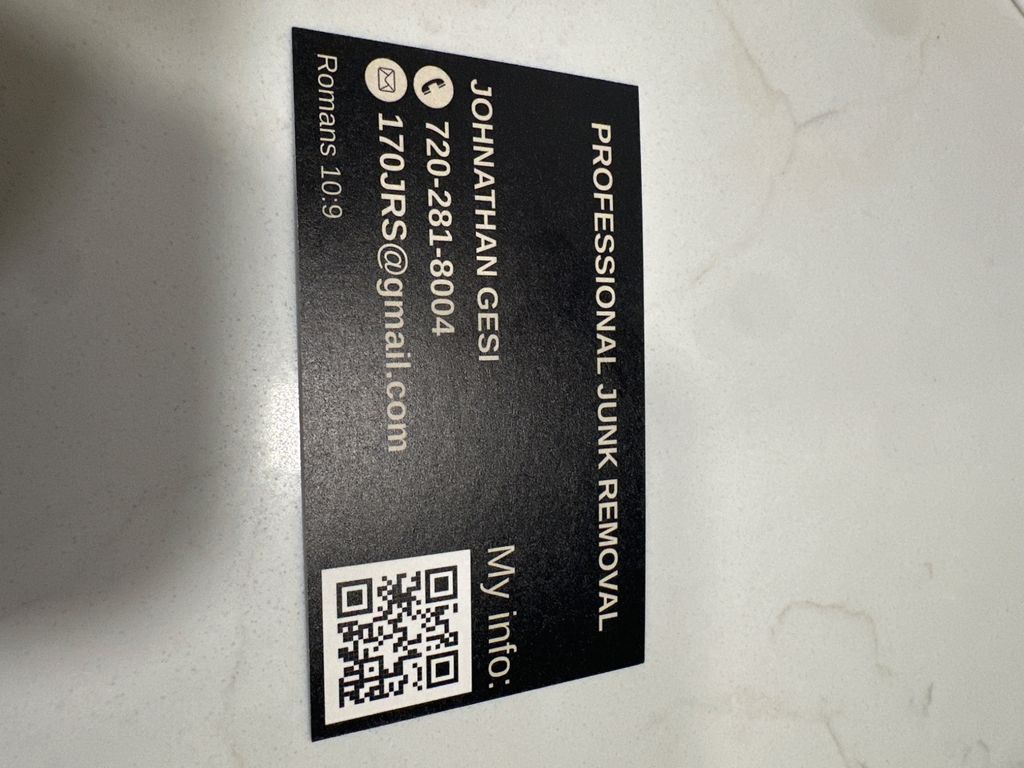 PROFESSIONAL JUNK REMOVAL
JOHNATHAN GESI
720-281-8004
170JRS@gmail.com
Romans 10:9
My info: